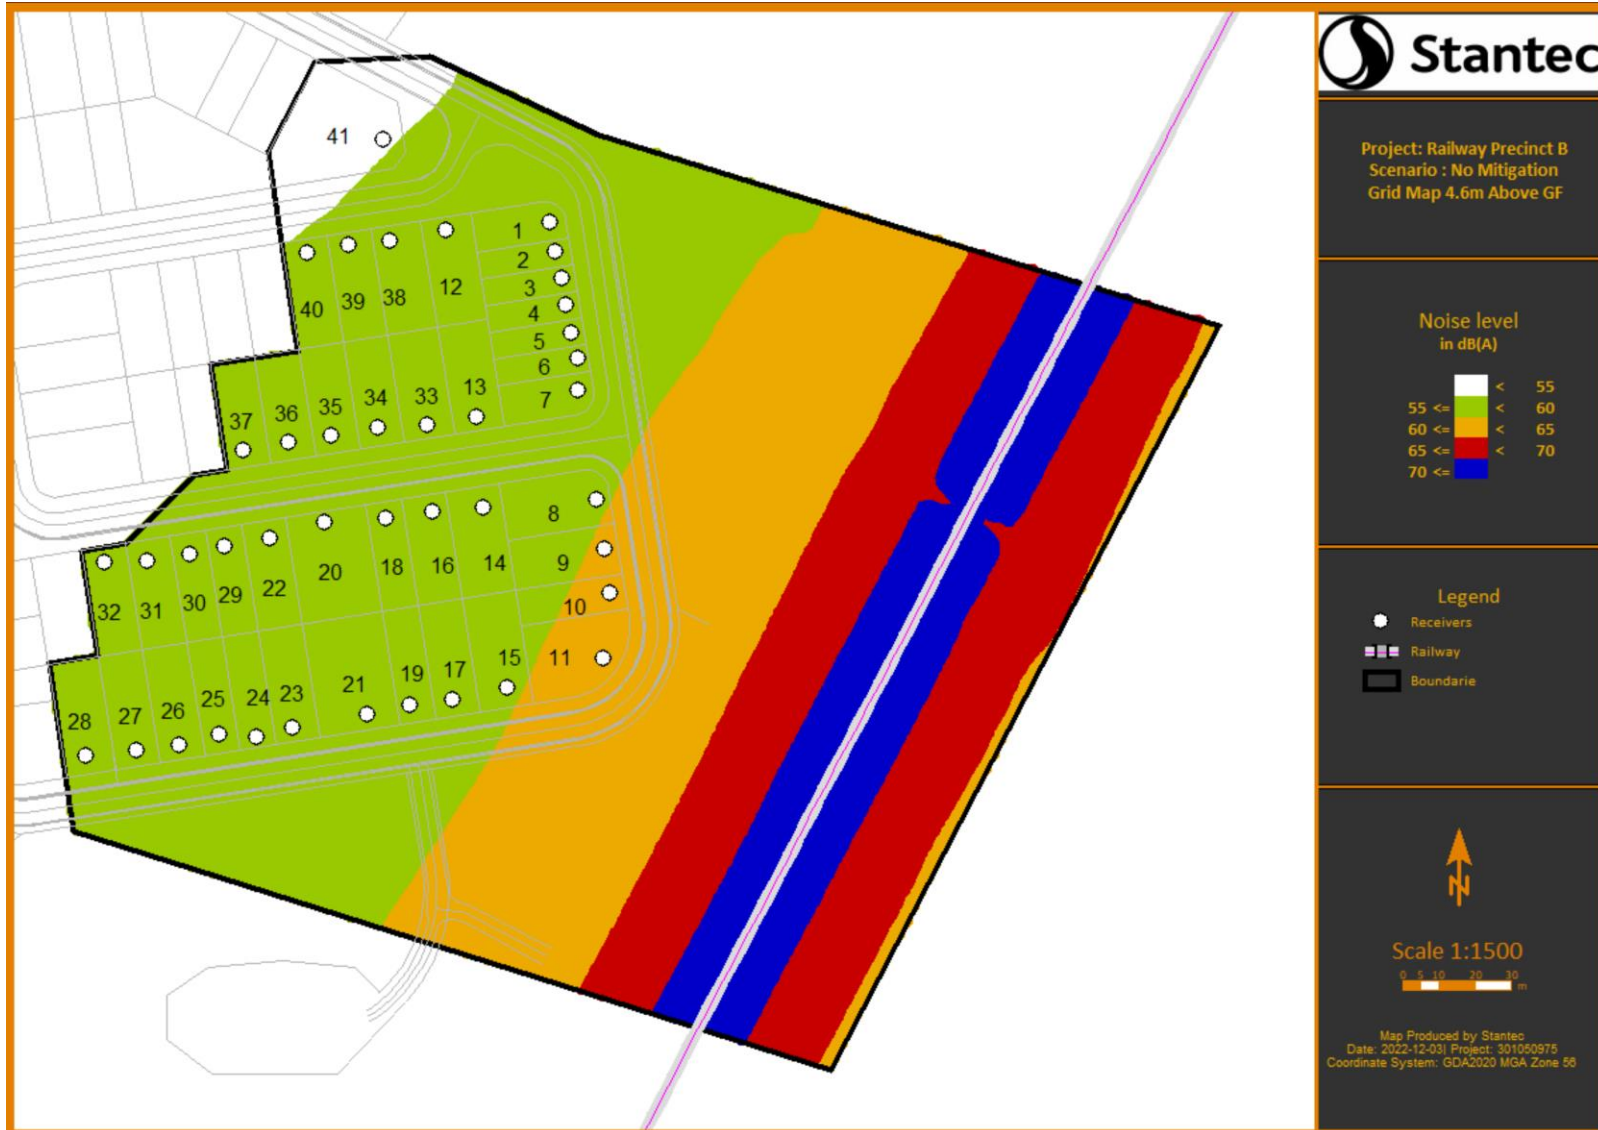 Stantec
Project: Railway Precinct B
Scenario : No Mitigation
Grid Map 4.6m Above GF
Noise level
in dB(A)
< 55
55 <= < 60
60 <= < 65
65 <= < 70
70 <=
Legend
Receivers
Railway
Boundarie
N
Scale 1:1500
0 5 10 20 30
m
Map Produced by Stantec
Date: 2022-12-03| Project: 301050975
Coordinate System: GDA2020 MGA Zone 56
41
1
2
3
4
5
6
7
40 39 38 12
37 36 35 34 33 13
8
9
10
11
32 31 30 29 22 20 18 16 14
28 27 26 25 24 23 21 19 17 15